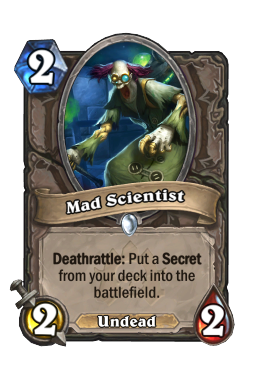 2
Mad Scientist
Deathrattle: Put a Secret
from your deck into the
battlefield.
2
Undead
2